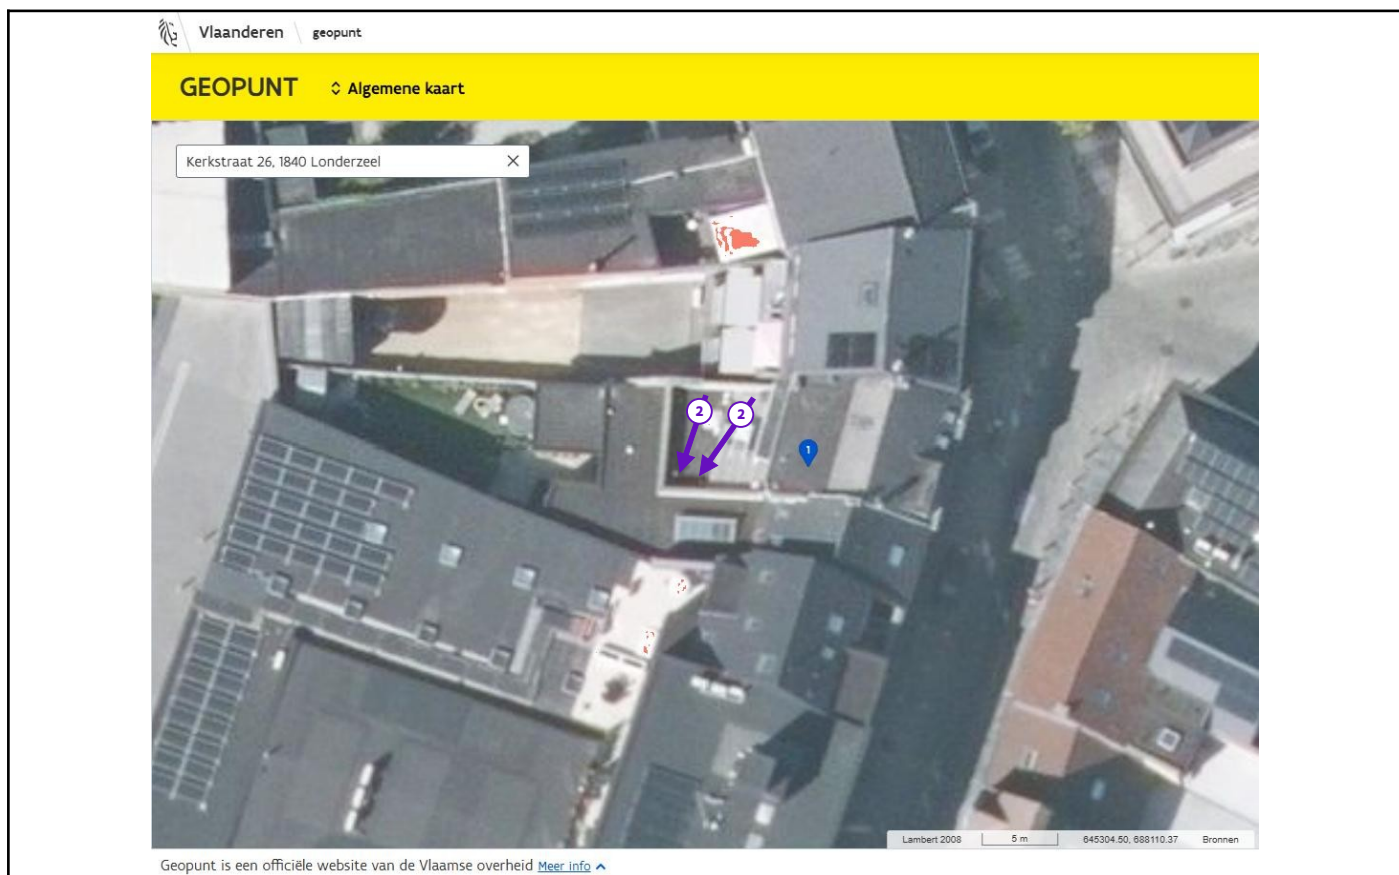 Vlaanderen geopunt
GEOPUNT Algemene kaart
Kerkstraat 26, 1840 Londerzeel
2 2
1
Lambert 2008 5 m 645304.50, 688110.37 Bronnen
Geopunt is een officiële website van de Vlaamse overheid Meer info